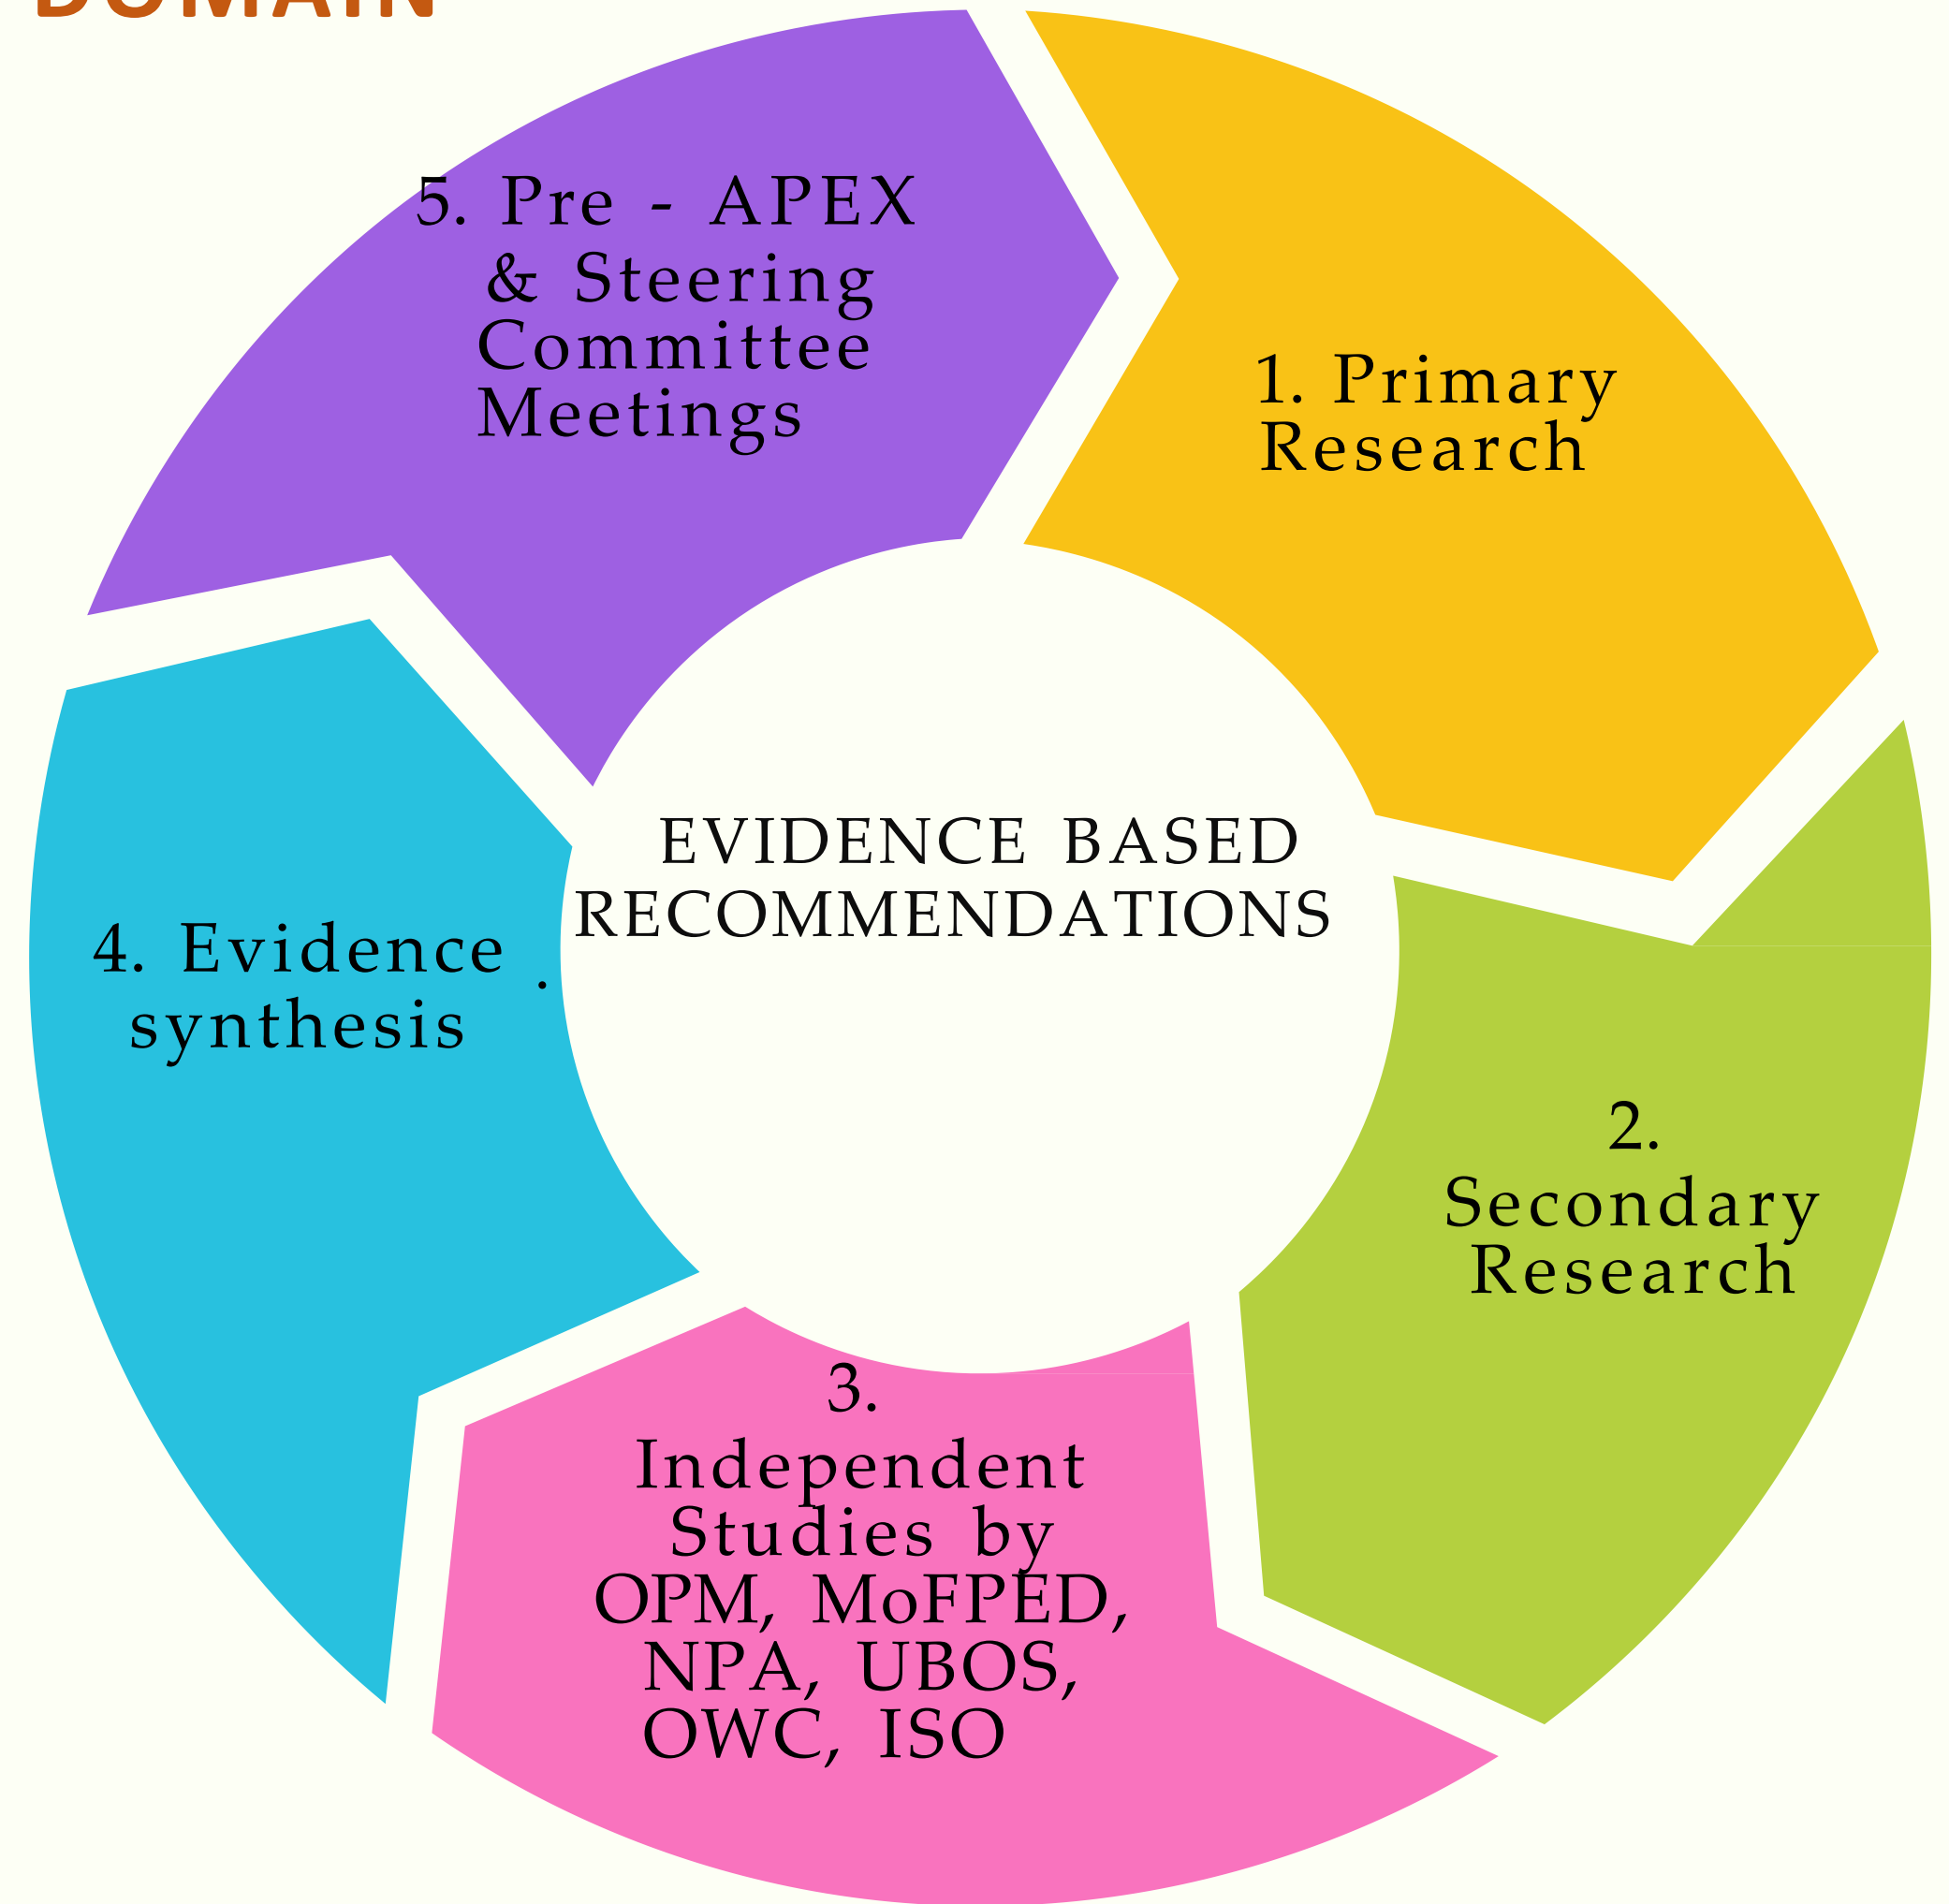 5. Pre - APEX
& Steering
Committee
Meetings
1. Primary
Research
EVIDENCE BASED
RECOMMENDATIONS
4. Evidence .
synthesis
2.
Secondary
Research
3.
Independent
Studies by
OPM, MoFPED,
NPA, UBOS,
OWC, ISO